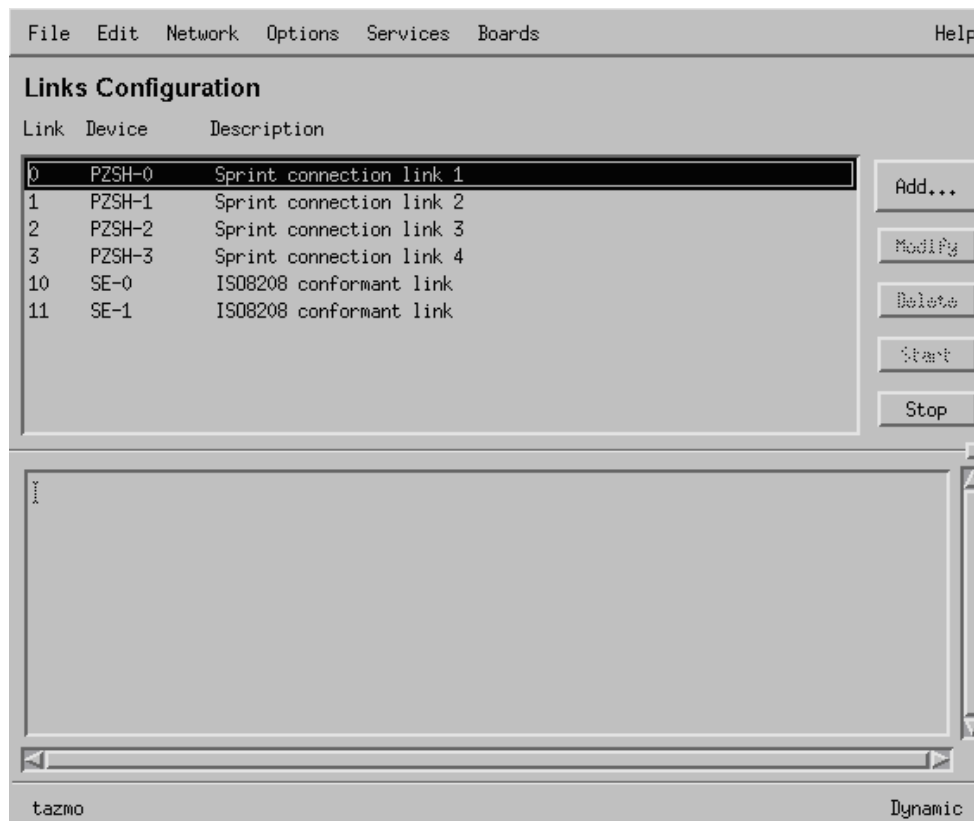 File Edit Network Options Services Boards Help
Links Configuration
Link Device Description
0 PZSH-0 Sprint connection link 1
1 PZSH-1 Sprint connection link 2
2 PZSH-2 Sprint connection link 3
3 PZSH-3 Sprint connection link 4
10 SE-0 ISO8208 conformant link
11 SE-1 ISO8208 conformant link
Add...
Modify
Delete
Start
Stop
tazmo Dynamic